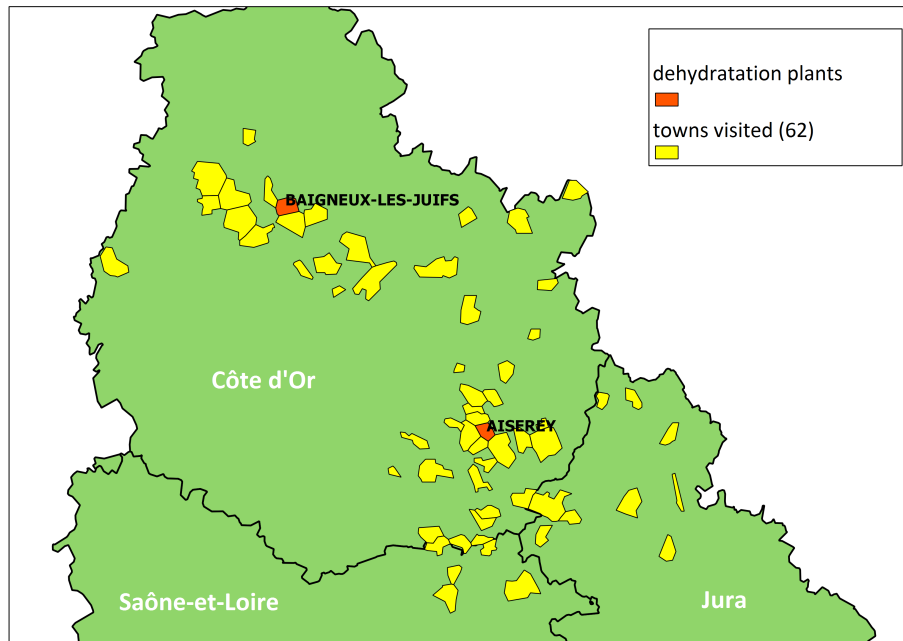 dehydratation plants
towns visited (62)
BAIGNEUX-LES-JUIFS
Côte d'Or
AISEREY
Saône-et-Loire
Jura